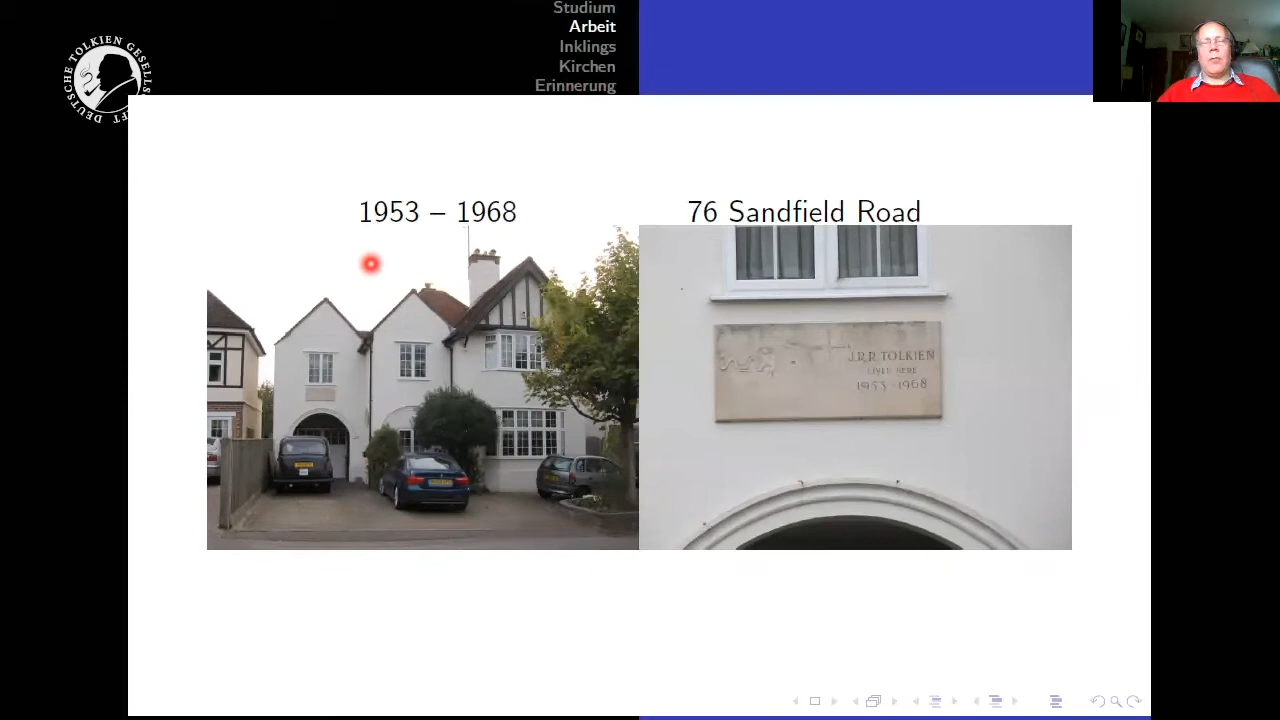 Studium
Arbeit
Inklings
Kirchen
Erinnerung
DEUTSCHE TOLKIEN GESELLSCHAFT
1953 – 1968
76 Sandfield Road
J.R.R. TOLKIEN
LIVED HERE
1953 - 1968